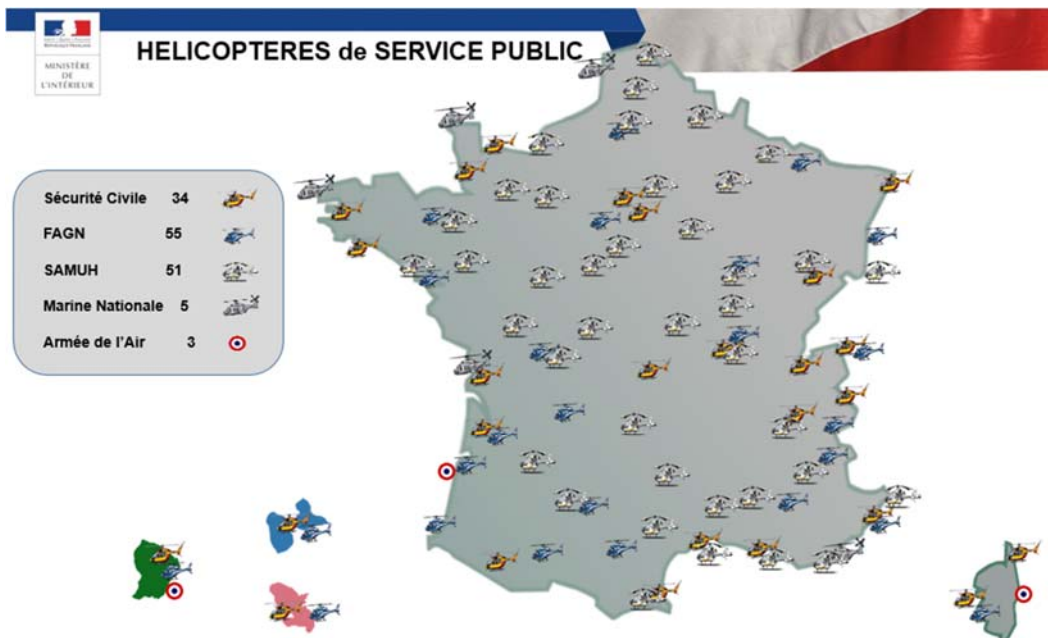 HELICOPTERES de SERVICE PUBLIC
MINISTÈRE
DE
L'INTÉRIEUR
Sécurité Civile 34
FAGN 55
SAMUH 51
Marine Nationale 5
Armée de l'Air 3